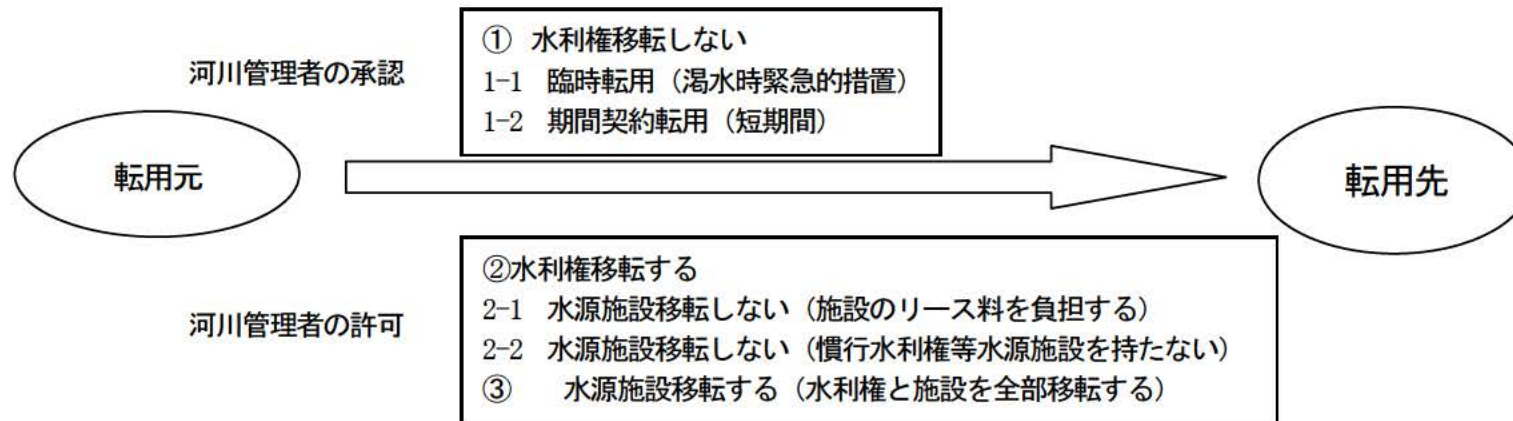 河川管理者の承認
① 水利権移転しない
1-1 臨時転用（渇水時緊急的措置）
1-2 期間契約転用（短期間）
転用元
転用先
河川管理者の許可
②水利権移転する
2-1 水源施設移転しない（施設のリース料を負担する）
2-2 水源施設移転しない（慣行水利権等水源施設を持たない）
③ 水源施設移転する（水利権と施設を全部移転する）